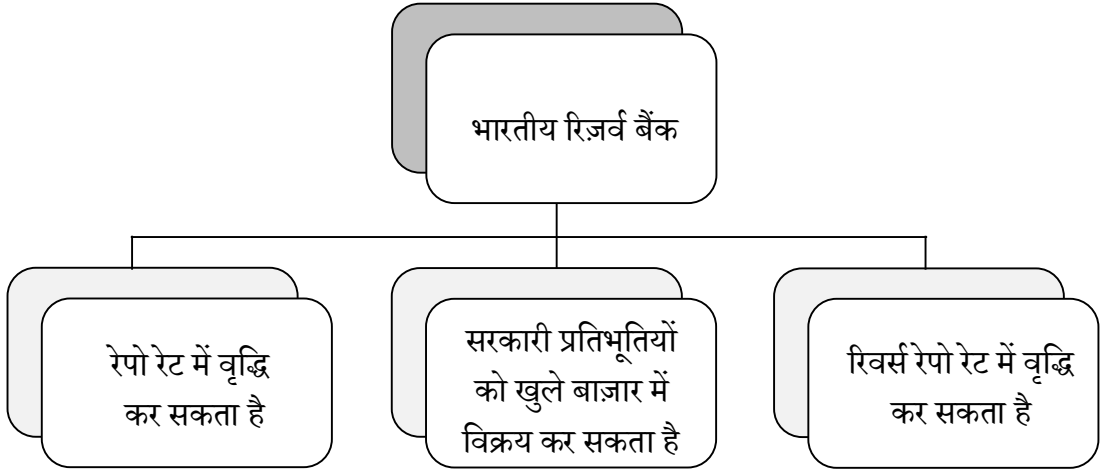 भारतीय रिज़र्व बैंक
रेपो रेट में वृद्धि
कर सकता है
सरकारी प्रतिभूतियों
को खुले बाज़ार में
विक्रय कर सकता है
रिवर्स रेपो रेट में वृद्धि
कर सकता है